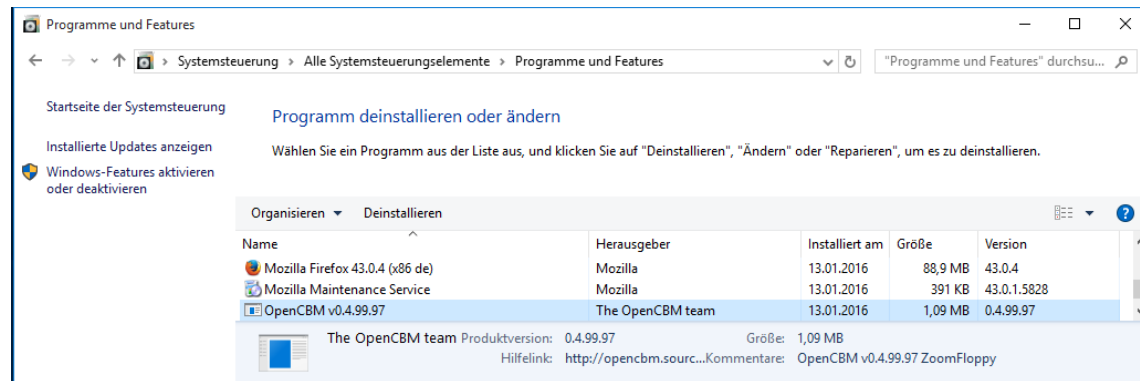 Programme und Features
Systemsteuerung > Alle Systemsteuerungselemente > Programme und Features
"Programme und Features" durchsu...
Startseite der Systemsteuerung
Installierte Updates anzeigen
Windows-Features aktivieren
oder deaktivieren
Programm deinstallieren oder ändern
Wählen Sie ein Programm aus der Liste aus, und klicken Sie auf "Deinstallieren", "Ändern" oder "Reparieren", um es zu deinstallieren.
Organisieren Deinstallieren
Name Herausgeber Installiert am Größe Version
Mozilla Firefox 43.0.4 (x86 de) Mozilla 13.01.2016 88,9 MB 43.0.4
Mozilla Maintenance Service Mozilla 13.01.2016 391 KB 43.0.1.5828
OpenCBM v0.4.99.97 The OpenCBM team 13.01.2016 1,09 MB 0.4.99.97
The OpenCBM team Produktversion: 0.4.99.97 Größe: 1,09 MB
Hilfelink: http://opencbm.sourc... Kommentare: OpenCBM v0.4.99.97 ZoomFloppy